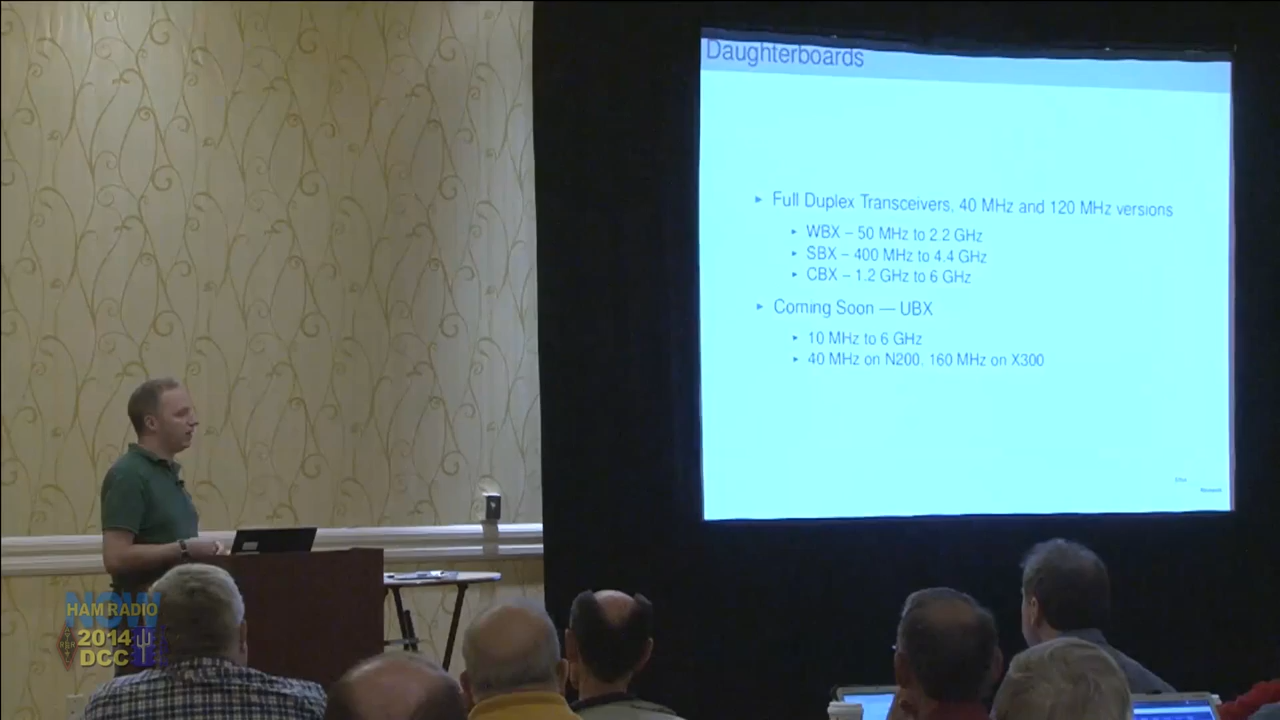 Daughterboards
▸ Full Duplex Transceivers, 40 MHz and 120 MHz versions
▸ WBX – 50 MHz to 2.2 GHz
▸ SBX – 400 MHz to 4.4 GHz
▸ CBX – 1.2 GHz to 6 GHz
▸ Coming Soon — UBX
▸ 10 MHz to 6 GHz
▸ 40 MHz on N200, 160 MHz on X300
Ettus
Research
HAM RADIO
NOW
2014
DCC